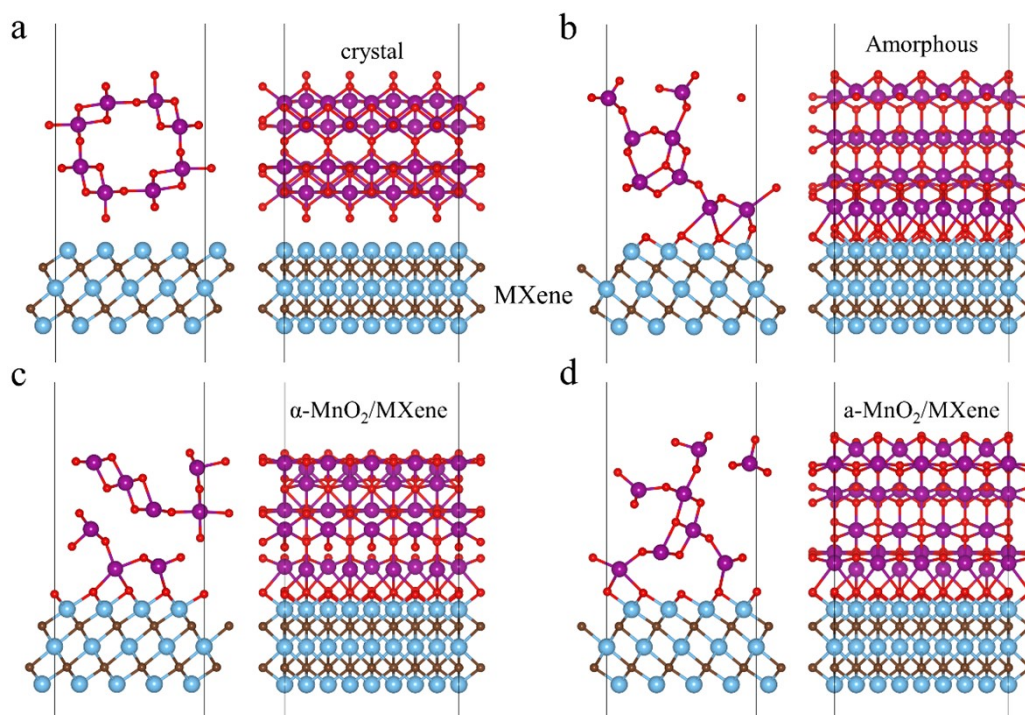 a
crystal
b
Amorphous
MXene
c
α-MnO₂/MXene
d
a-MnO₂/MXene